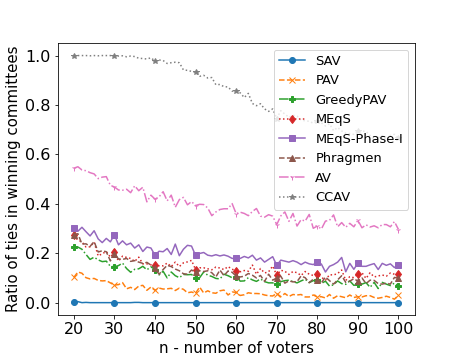 Ratio of ties in winning committees
1.0
0.8
0.6
0.4
0.2
0.0
SAV
PAV
GreedyPAV
MEqS
MEqS-Phase-I
Phragmen
AV
CCAV
20 30 40 50 60 70 80 90 100
n - number of voters